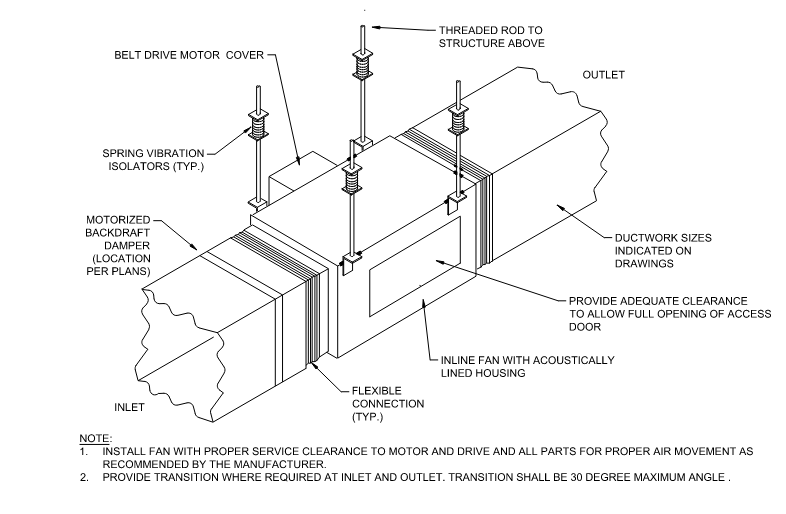 THREADED ROD TO
STRUCTURE ABOVE
BELT DRIVE MOTOR COVER
OUTLET
SPRING VIBRATION
ISOLATORS (TYP.)
MOTORIZED
BACKDRAFT
DAMPER
(LOCATION
PER PLANS)
DUCTWORK SIZES
INDICATED ON
DRAWINGS
PROVIDE ADEQUATE CLEARANCE
TO ALLOW FULL OPENING OF ACCESS
DOOR
INLINE FAN WITH ACOUSTICALLY
LINED HOUSING
FLEXIBLE
CONNECTION
(TYP.)
INLET
NOTE:
1. INSTALL FAN WITH PROPER SERVICE CLEARANCE TO MOTOR AND DRIVE AND ALL PARTS FOR PROPER AIR MOVEMENT AS
RECOMMENDED BY THE MANUFACTURER.
2. PROVIDE TRANSITION WHERE REQUIRED AT INLET AND OUTLET. TRANSITION SHALL BE 30 DEGREE MAXIMUM ANGLE .